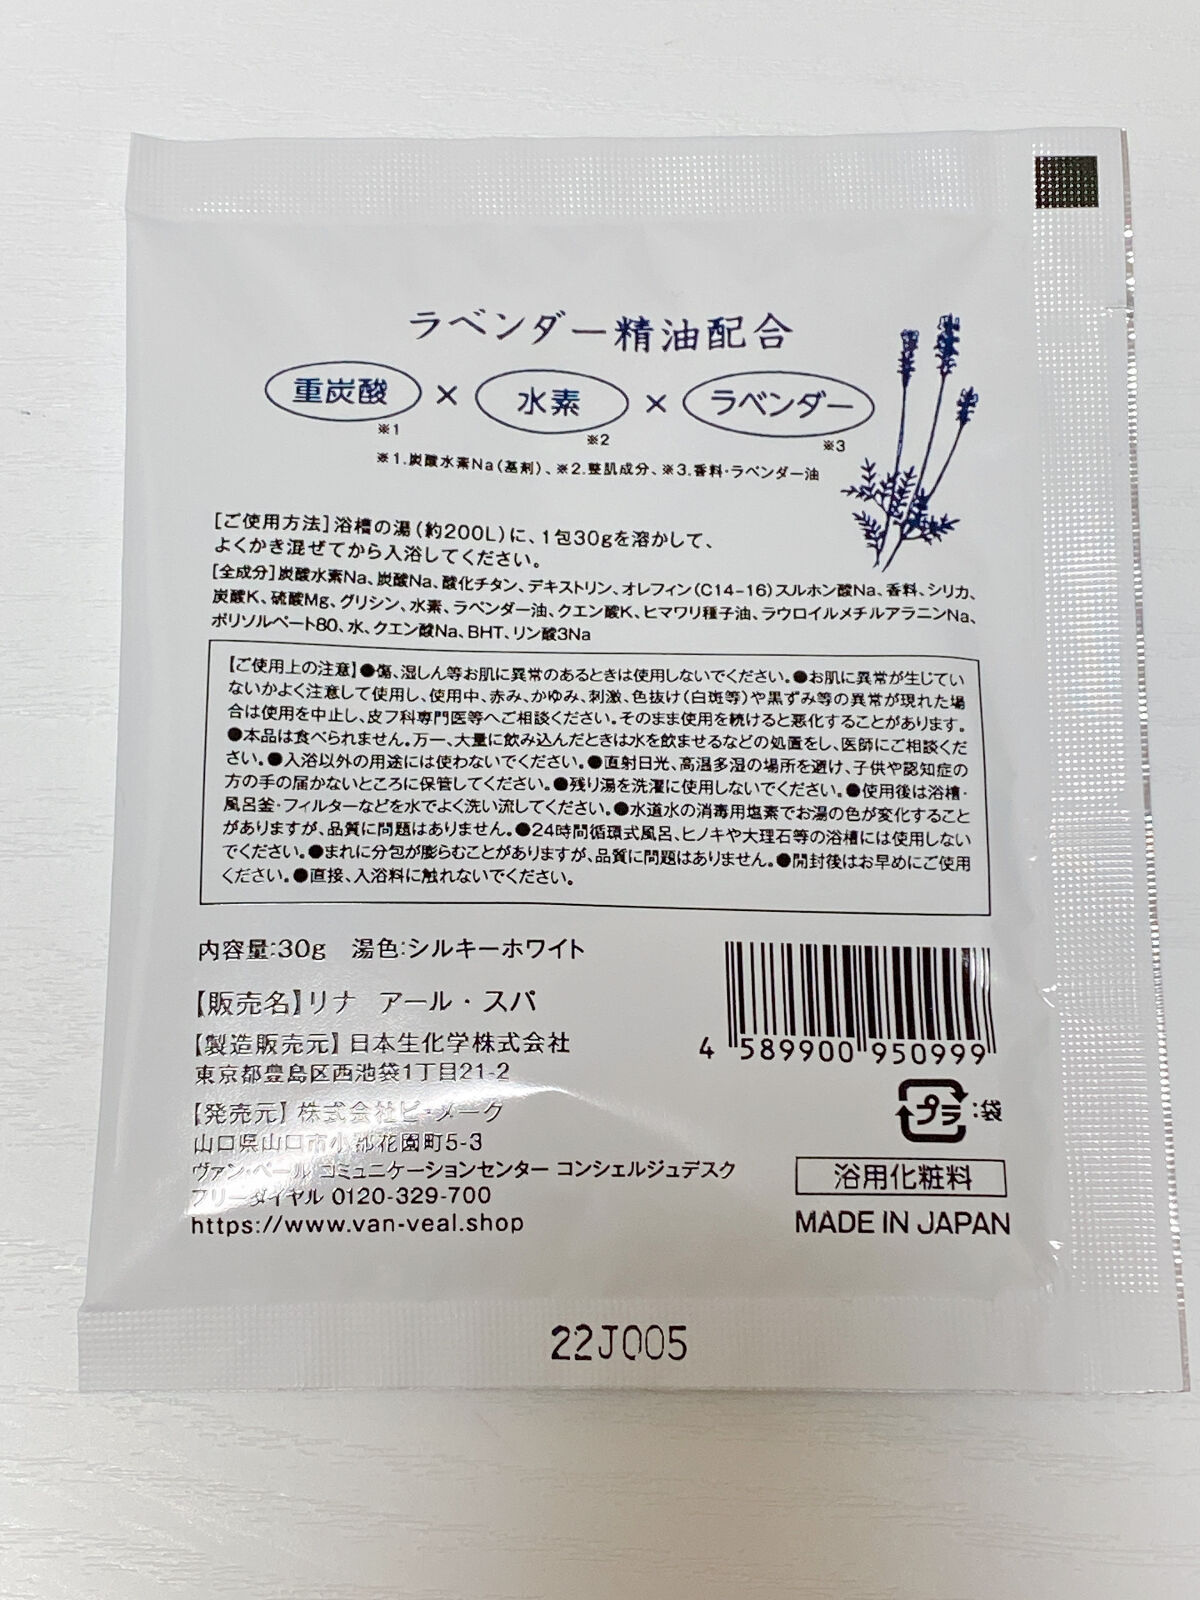 ラベンダー精油配合
重炭酸 × 水素 × ラベンダー
※1 ※2 ※3
※1.炭酸水素Na(基剤)、※2.整肌成分、※3.香料・ラベンダー油
[ご使用方法]浴槽の湯(約200L)に、1包30gを溶かして、
よくかき混ぜてから入浴してください。
[全成分]炭酸水素Na、炭酸Na、酸化チタン、デキストリン、オレフィン(C14-16)スルホン酸Na、香料、シリカ、
炭酸K、硫酸Mg、グリシン、水素、ラベンダー油、クエン酸K、ヒマワリ種子油、ラウロイルメチルアラニンNa、
ポリソルベート80、水、クエン酸Na、BHT、リン酸3Na
【ご使用上の注意】●傷、湿しん等お肌に異常のあるときは使用しないでください。●お肌に異常が生じてい
ないかよく注意して使用し、使用中、赤み、かゆみ、刺激、色抜け(白斑等)や黒ずみ等の異常が現れた場
合は使用を中止し、皮フ科専門医等へご相談ください。そのまま使用を続けると悪化することがあります。
●本品は食べられません。万一、大量に飲み込んだときは水を飲ませるなどの処置をし、医師にご相談くだ
さい。●入浴以外の用途には使わないでください。●直射日光、高温多湿の場所を避け、子供や認知症の
方の手の届かないところに保管してください。●残り湯を洗濯に使用しないでください。●使用後は浴槽・
風呂釜・フィルターなどを水でよく洗い流してください。●水道水の消毒用塩素でお湯の色が変化すること
がありますが、品質に問題はありません。●24時間循環式風呂、ヒノキや大理石等の浴槽には使用しない
でください。●まれに分包が膨らむことがありますが、品質に問題はありません。●開封後はお早めにご使用
ください。●直接、入浴料に触れないでください。
内容量:30g 湯色:シルキーホワイト
【販売名】リナ アール・スパ
【製造販売元】日本生化学株式会社
東京都豊島区西池袋1丁目21-2
【発売元】株式会社ビ・メーク
山口県山口市小郡花園町5-3
ヴァン・ベール コミュニケーションセンター コンシェルジュデスク
フリーダイヤル 0120-329-700
https://www.van-veal.shop
4 589900 950999
プラ :袋
浴用化粧料
MADE IN JAPAN
22J005